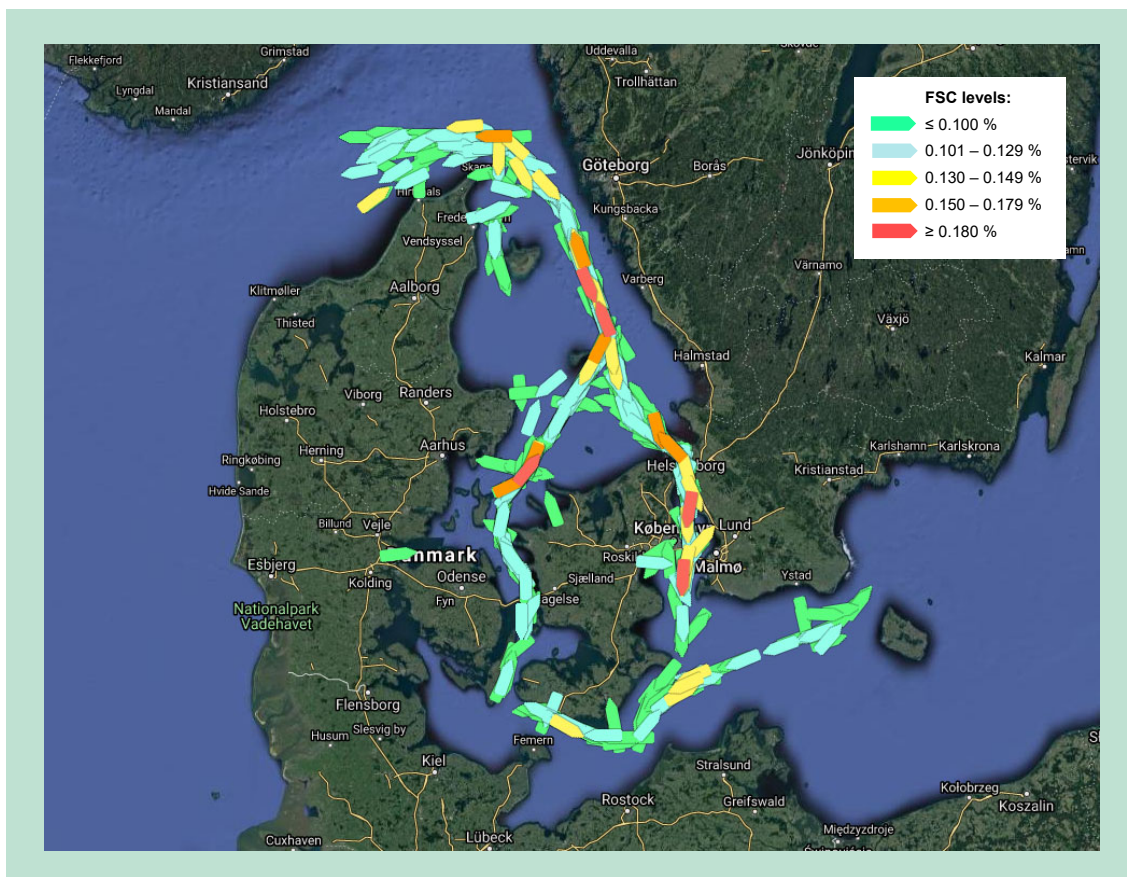 Grimstad
Uddevalla
Flekkefjord
Trollhättan
Kristiansand
Lyngdal
Mandal
FSC levels:
≤ 0.100 %
0.101 – 0.129 %
0.130 – 0.149 %
0.150 – 0.179 %
≥ 0.180 %
Göteborg
Borås
Jönköpin
Kungsbacka
Vendsyssel
Varberg
Värnamo
Aalborg
Klitmøller
Thisted
Växjö
Halmstad
Kalmar
Viborg
Randers
Holstebro
Aarhus
Herning
Ringkøbing
Karlshamn
Karlskrona
Kristianstad
Hvide Sande
Billund
Vejle
Lund
Esbjerg
Kolding
Odense
Sjælland
Malmø
Ystad
Fyn
Nationalpark
Vadehavet
Flensborg
Husum
Slesvig by
Femern
Kiel
Stralsund
Rostock
Greifswald
Kołobrzeg
Koszalin
Międzyzdroje
Cuxhaven
Lübeck